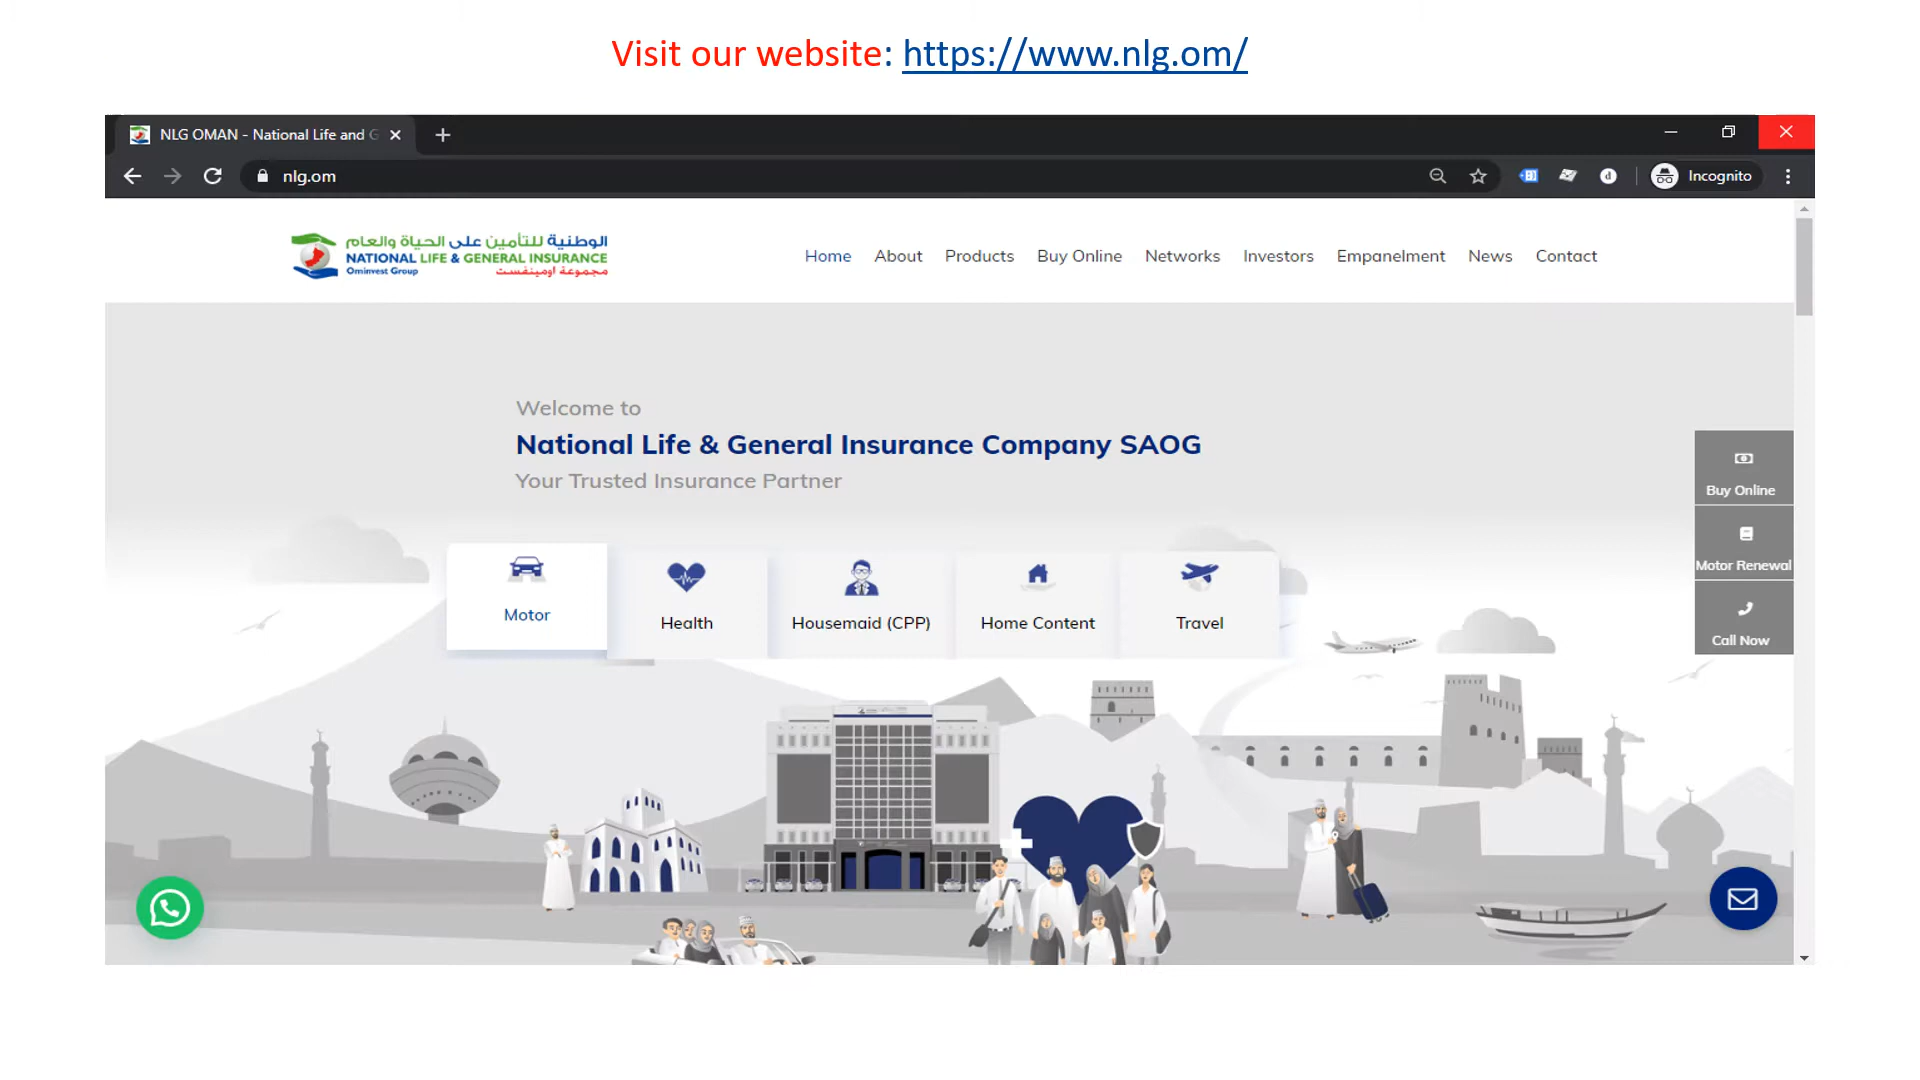 Visit our website: https://www.nlg.om/
NLG OMAN - National Life and G
nlg.om
Incognito
الوطنية للتأمين على الحياة والعام
NATIONAL LIFE & GENERAL INSURANCE
Ominvest Group
مجموعة اومينفست
Home About Products Buy Online Networks Investors Empanelment News Contact
Welcome to
National Life & General Insurance Company SAOG
Your Trusted Insurance Partner
Buy Online
Motor Renewal
Call Now
Motor Health Housemaid (CPP) Home Content Travel